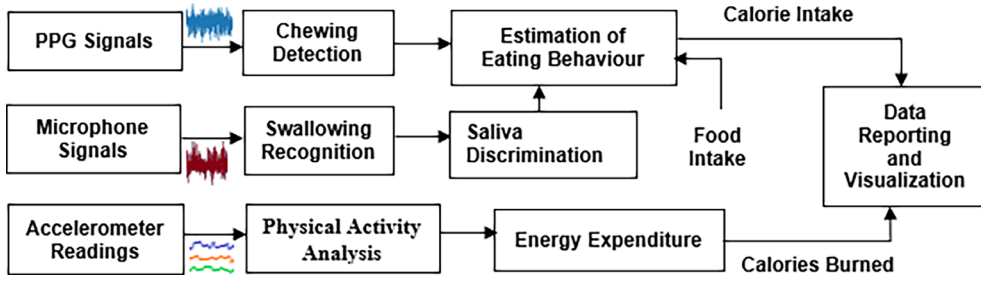 PPG Signals
Chewing
Detection
Estimation of
Eating Behaviour
Calorie Intake
Microphone
Signals
Swallowing
Recognition
Saliva
Discrimination
Food
Intake
Data
Reporting
and
Visualization
Accelerometer
Readings
Physical Activity
Analysis
Energy Expenditure
Calories Burned